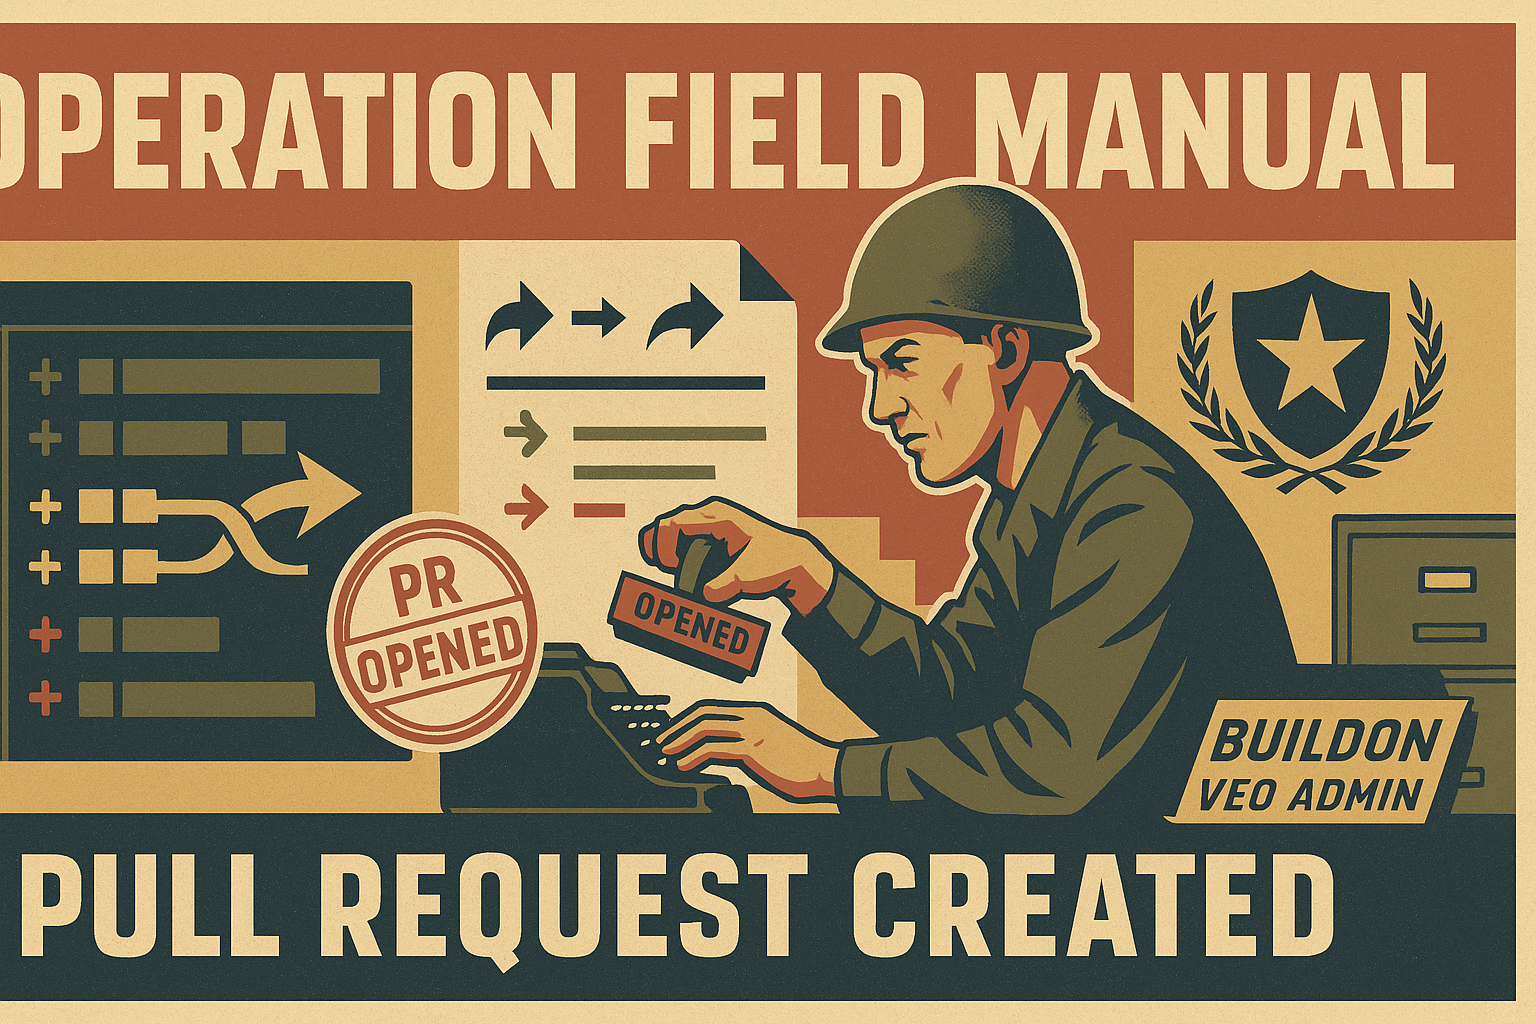 OPERATION FIELD MANUAL
PR
OPENED
OPENED
BUILDON
VEO ADMIN
PULL REQUEST CREATED